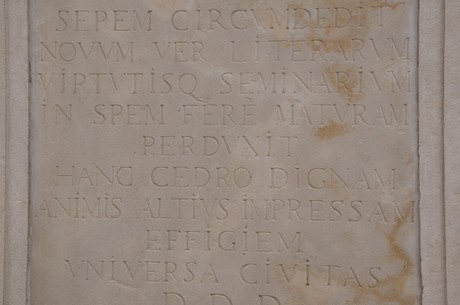 SEPEM CIRCVMDEDIT
NOVVM VER LITERARVM
VIRTVTISQ SEMINARIVM
IN SPEM FERÈ MATVRAM
PERDVXIT
HANC CEDRO DIGNAM
ANIMIS ALTIVS IMPRESSAM
EFFIGIEM
VNIVERSA CIVITAS
D D D